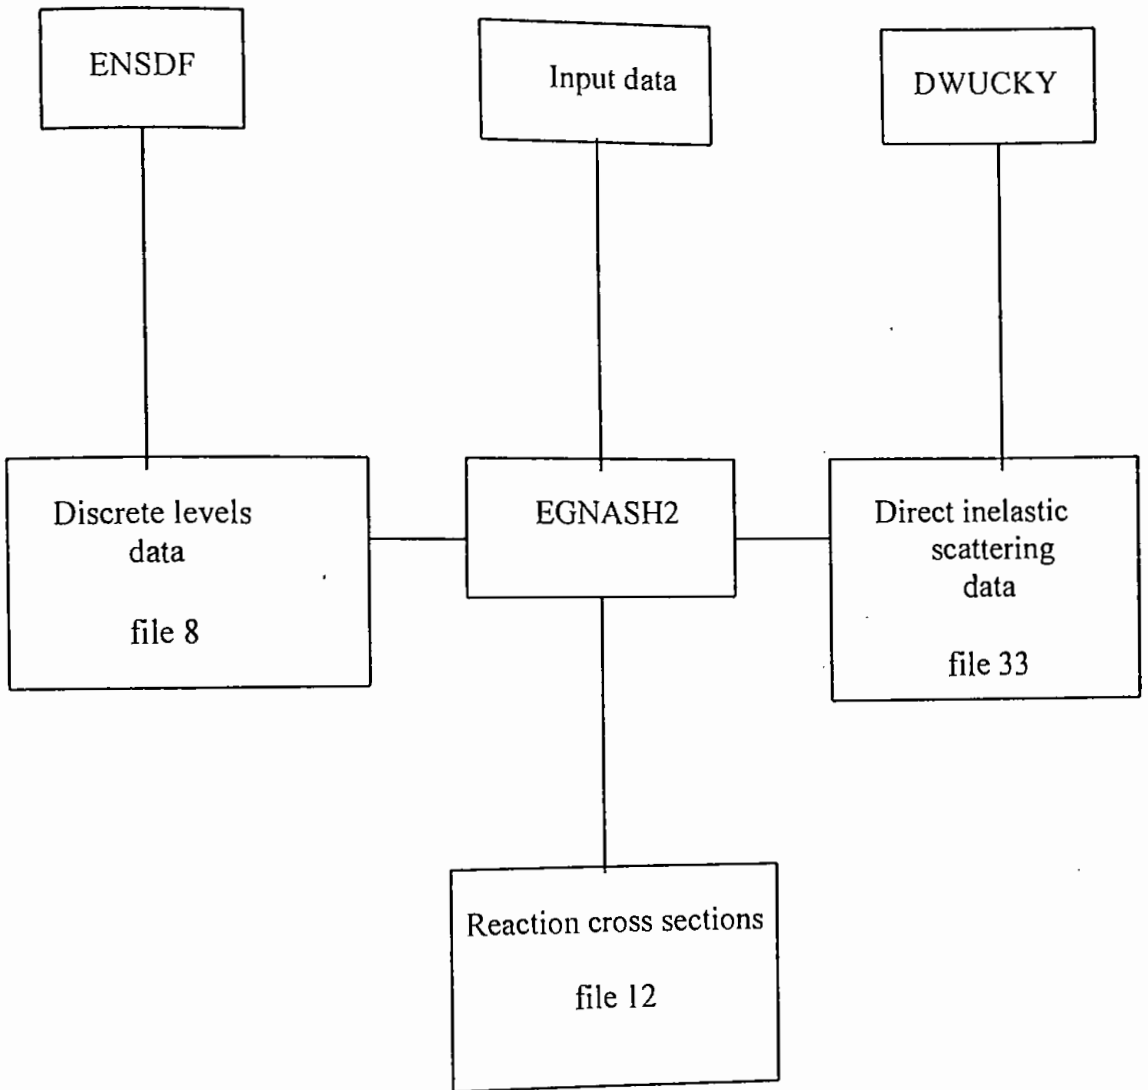 ENSDF
Input data
DWUCKY
Discrete levels
data
file 8
EGNASH2
Direct inelastic
scattering
data
file 33
Reaction cross sections
file 12